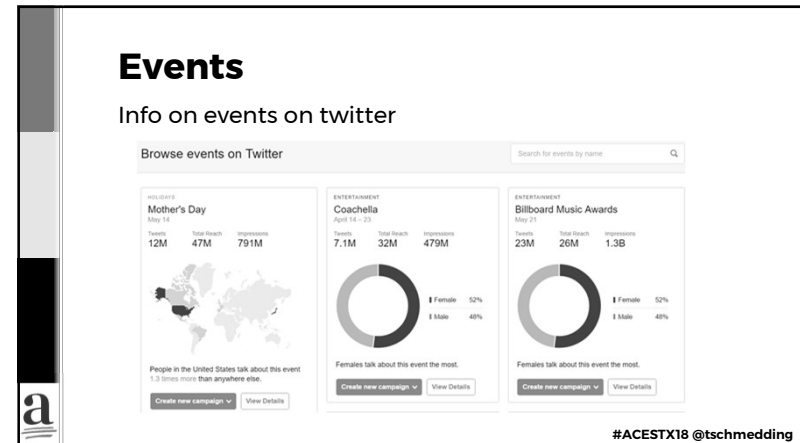 Events
Info on events on twitter
Browse events on Twitter
Search for events by name
HOLIDAYS
Mother's Day
May 14
Tweets Total Reach Impressions
12M 47M 791M
People in the United States talk about this event
1.3 times more than anywhere else.
Create new campaign View Details
ENTERTAINMENT
Coachella
April 14 – 23
Tweets Total Reach Impressions
7.1M 32M 479M
Female 52%
Male 48%
Females talk about this event the most.
Create new campaign View Details
ENTERTAINMENT
Billboard Music Awards
May 21
Tweets Total Reach Impressions
23M 26M 1.3B
Female 52%
Male 48%
Females talk about this event the most.
Create new campaign View Details
a
#ACESTX18 @tschmedding